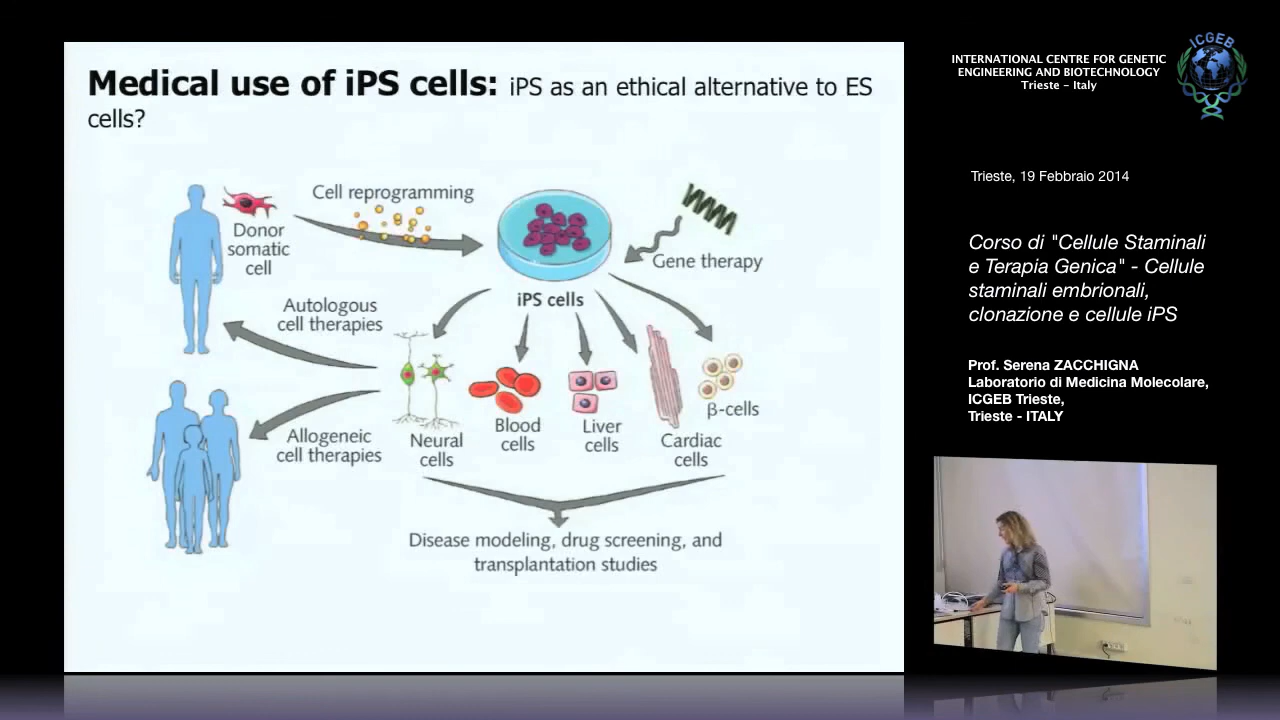 Medical use of iPS cells: iPS as an ethical alternative to ES
cells?
Cell reprogramming
Donor
somatic
cell
Gene therapy
iPS cells
Autologous
cell therapies
Allogeneic
cell therapies
Neural
cells
Blood
cells
Liver
cells
Cardiac
cells
β-cells
Disease modeling, drug screening, and
transplantation studies
INTERNATIONAL CENTRE FOR GENETIC
ENGINEERING AND BIOTECHNOLOGY
Trieste - Italy
ICGEB
Trieste, 19 Febbraio 2014
Corso di "Cellule Staminali
e Terapia Genica" - Cellule
staminali embrionali,
clonazione e cellule iPS
Prof. Serena ZACCHIGNA
Laboratorio di Medicina Molecolare,
ICGEB Trieste,
Trieste - ITALY